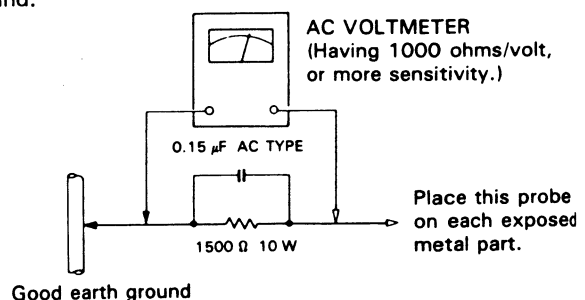 und.
AC VOLTMETER
(Having 1000 ohms/volt,
or more sensitivity.)
0.15 μF AC TYPE
1500 Ω 10 W
Place this probe
on each exposed
metal part.
Good earth ground